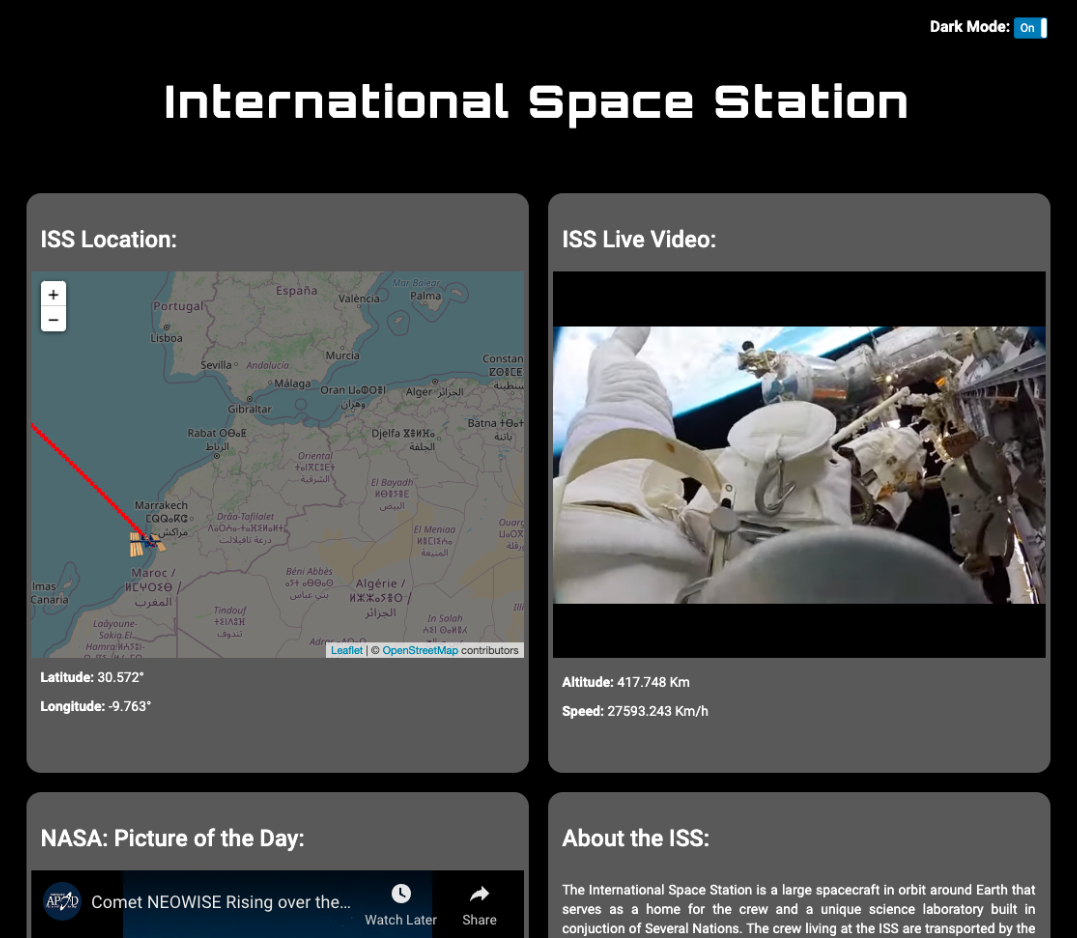 Dark Mode: On
International Space Station
ISS Location:
ISS Live Video:
+
−
Portugal
España
València
Mar Balear
Palma
Lisboa
Murcia
Sevilla
Andalucía
Málaga
Gibraltar
Oran
وهران
Alger
الجزائر
Constan
Rabat
الرباط
Djelfa
الجلفة
Batna
باتنة
Oriental
الشرقية
El Bayadh
البيض
Marrakech
مراكش
Drâa-Tafilalet
درعة تافيلالت
El Meniaa
المنيعة
Ouarg
Maroc /
المغرب
Béni Abbès
بني عباس
Algérie /
الجزائر
lmas
Canaria
Tindouf
تندوف
In Salah
Laâyoune-
Sakia El
Hamra
Leaflet | © OpenStreetMap contributors
Latitude: 30.572°
Longitude: -9.763°
Altitude: 417.748 Km
Speed: 27593.243 Km/h
NASA: Picture of the Day:
APOD
Comet NEOWISE Rising over the...
Watch Later
Share
About the ISS:
The International Space Station is a large spacecraft in orbit around Earth that
serves as a home for the crew and a unique science laboratory built in
conjuction of Several Nations. The crew living at the ISS are transported by the